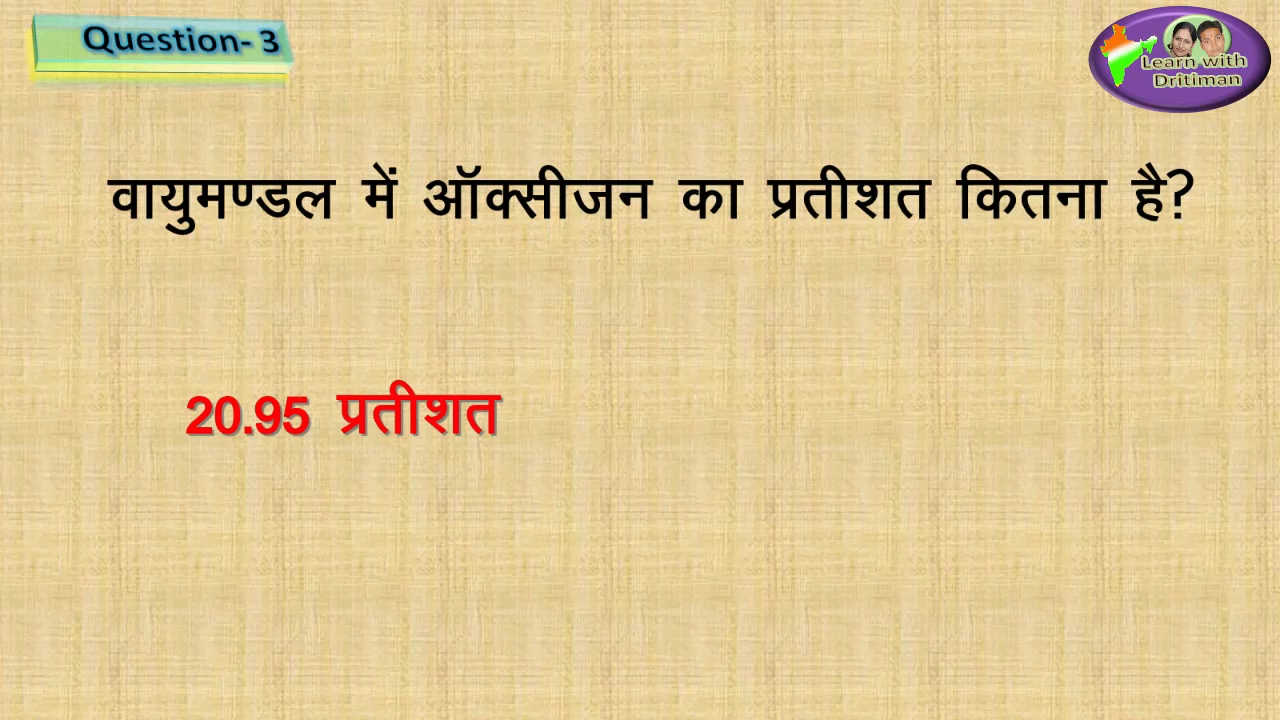 Question- 3
Learn with
Dritiman
वायुमण्डल में ऑक्सीजन का प्रतीशत कितना है?
20.95 प्रतीशत